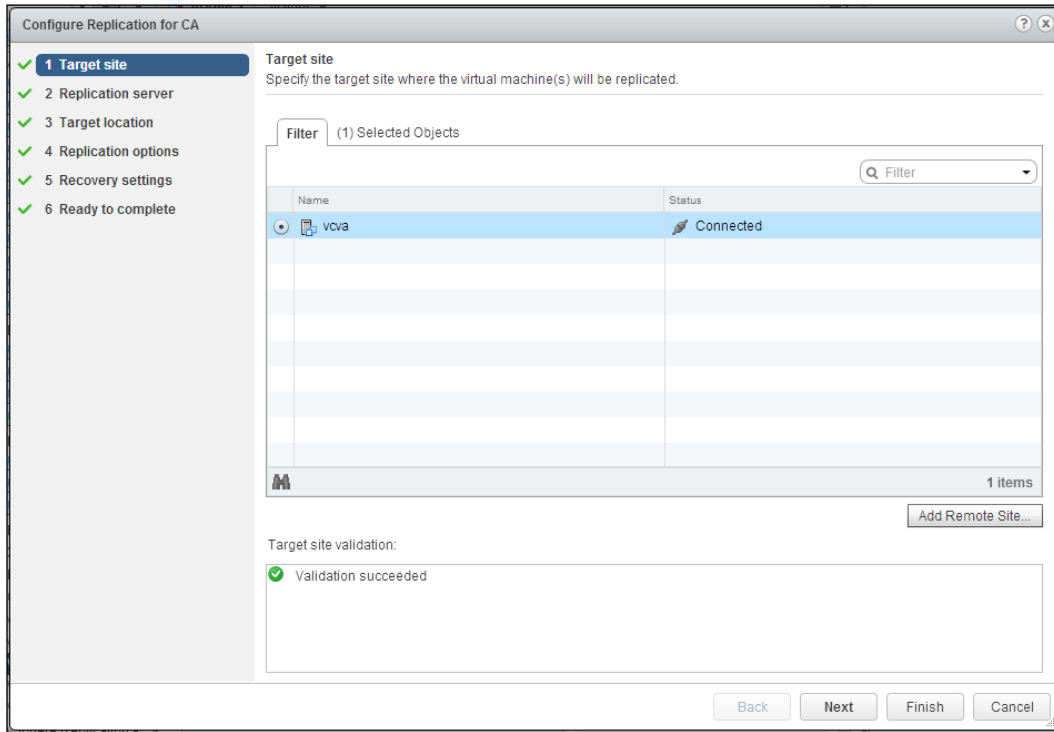 Configure Replication for CA
1 Target site
2 Replication server
3 Target location
4 Replication options
5 Recovery settings
6 Ready to complete
Target site
Specify the target site where the virtual machine(s) will be replicated.
Filter (1) Selected Objects
Filter
Name Status
vcva Connected
1 items
Add Remote Site...
Target site validation:
Validation succeeded
Back Next Finish Cancel